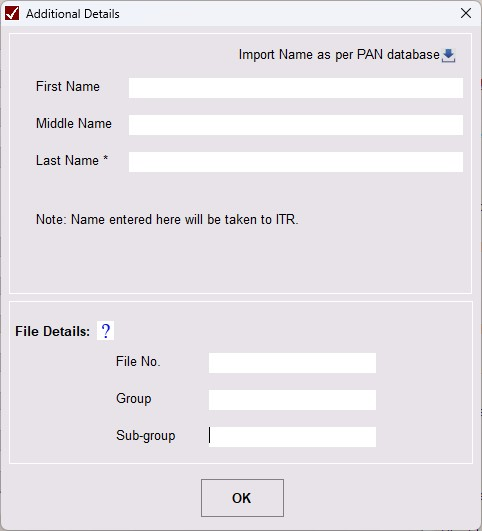 Additional Details
Import Name as per PAN database
First Name
Middle Name
Last Name *
Note: Name entered here will be taken to ITR.
File Details: ?
File No.
Group
Sub-group
OK